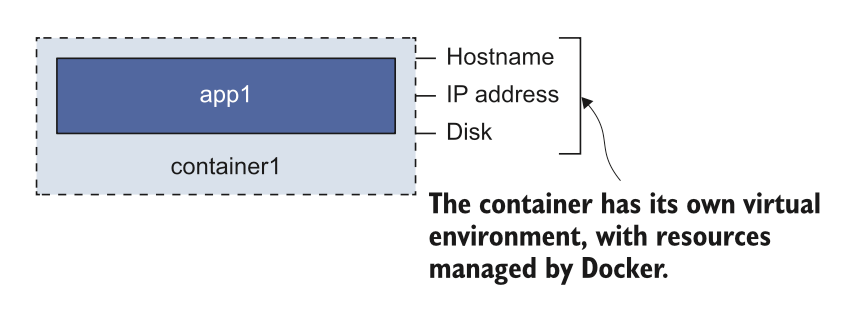 Hostname
app1
IP address
Disk
container1
The container has its own virtual
environment, with resources
managed by Docker.